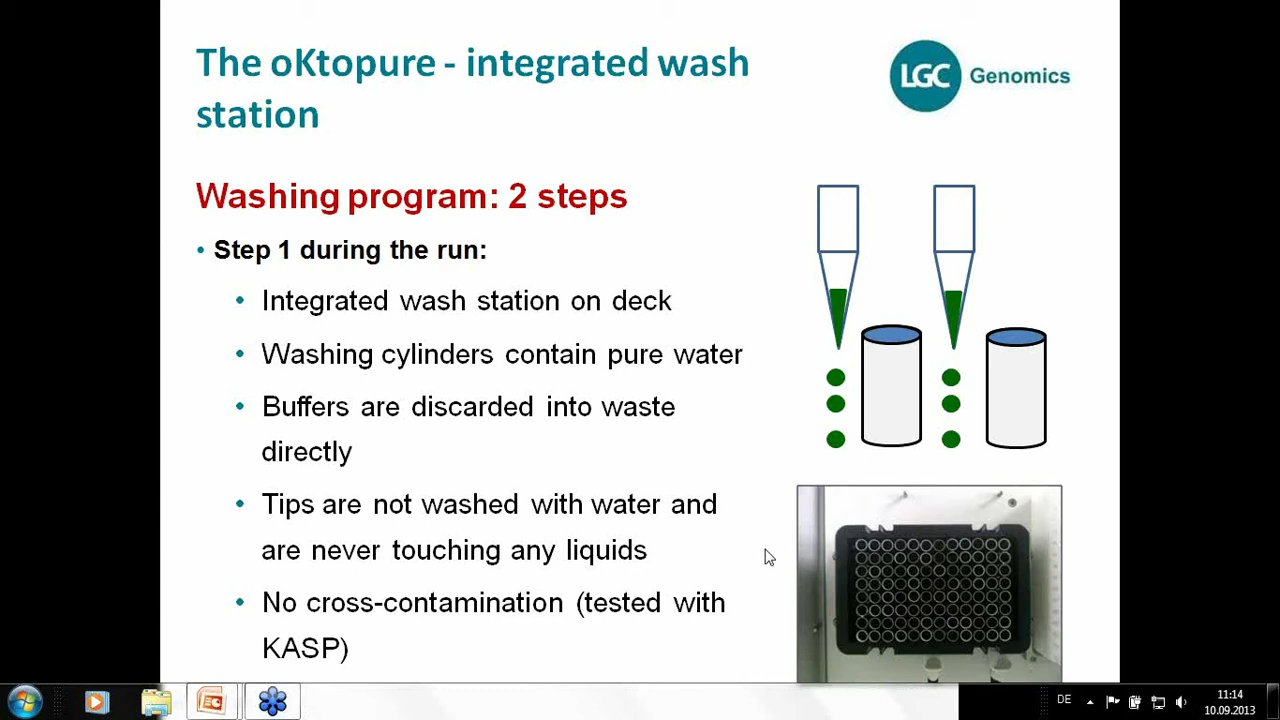 The oKtopure - integrated wash
station
LGC Genomics
Washing program: 2 steps
• Step 1 during the run:
• Integrated wash station on deck
• Washing cylinders contain pure water
• Buffers are discarded into waste
directly
• Tips are not washed with water and
are never touching any liquids
• No cross-contamination (tested with
KASP)
DE
11:14
10.09.2013